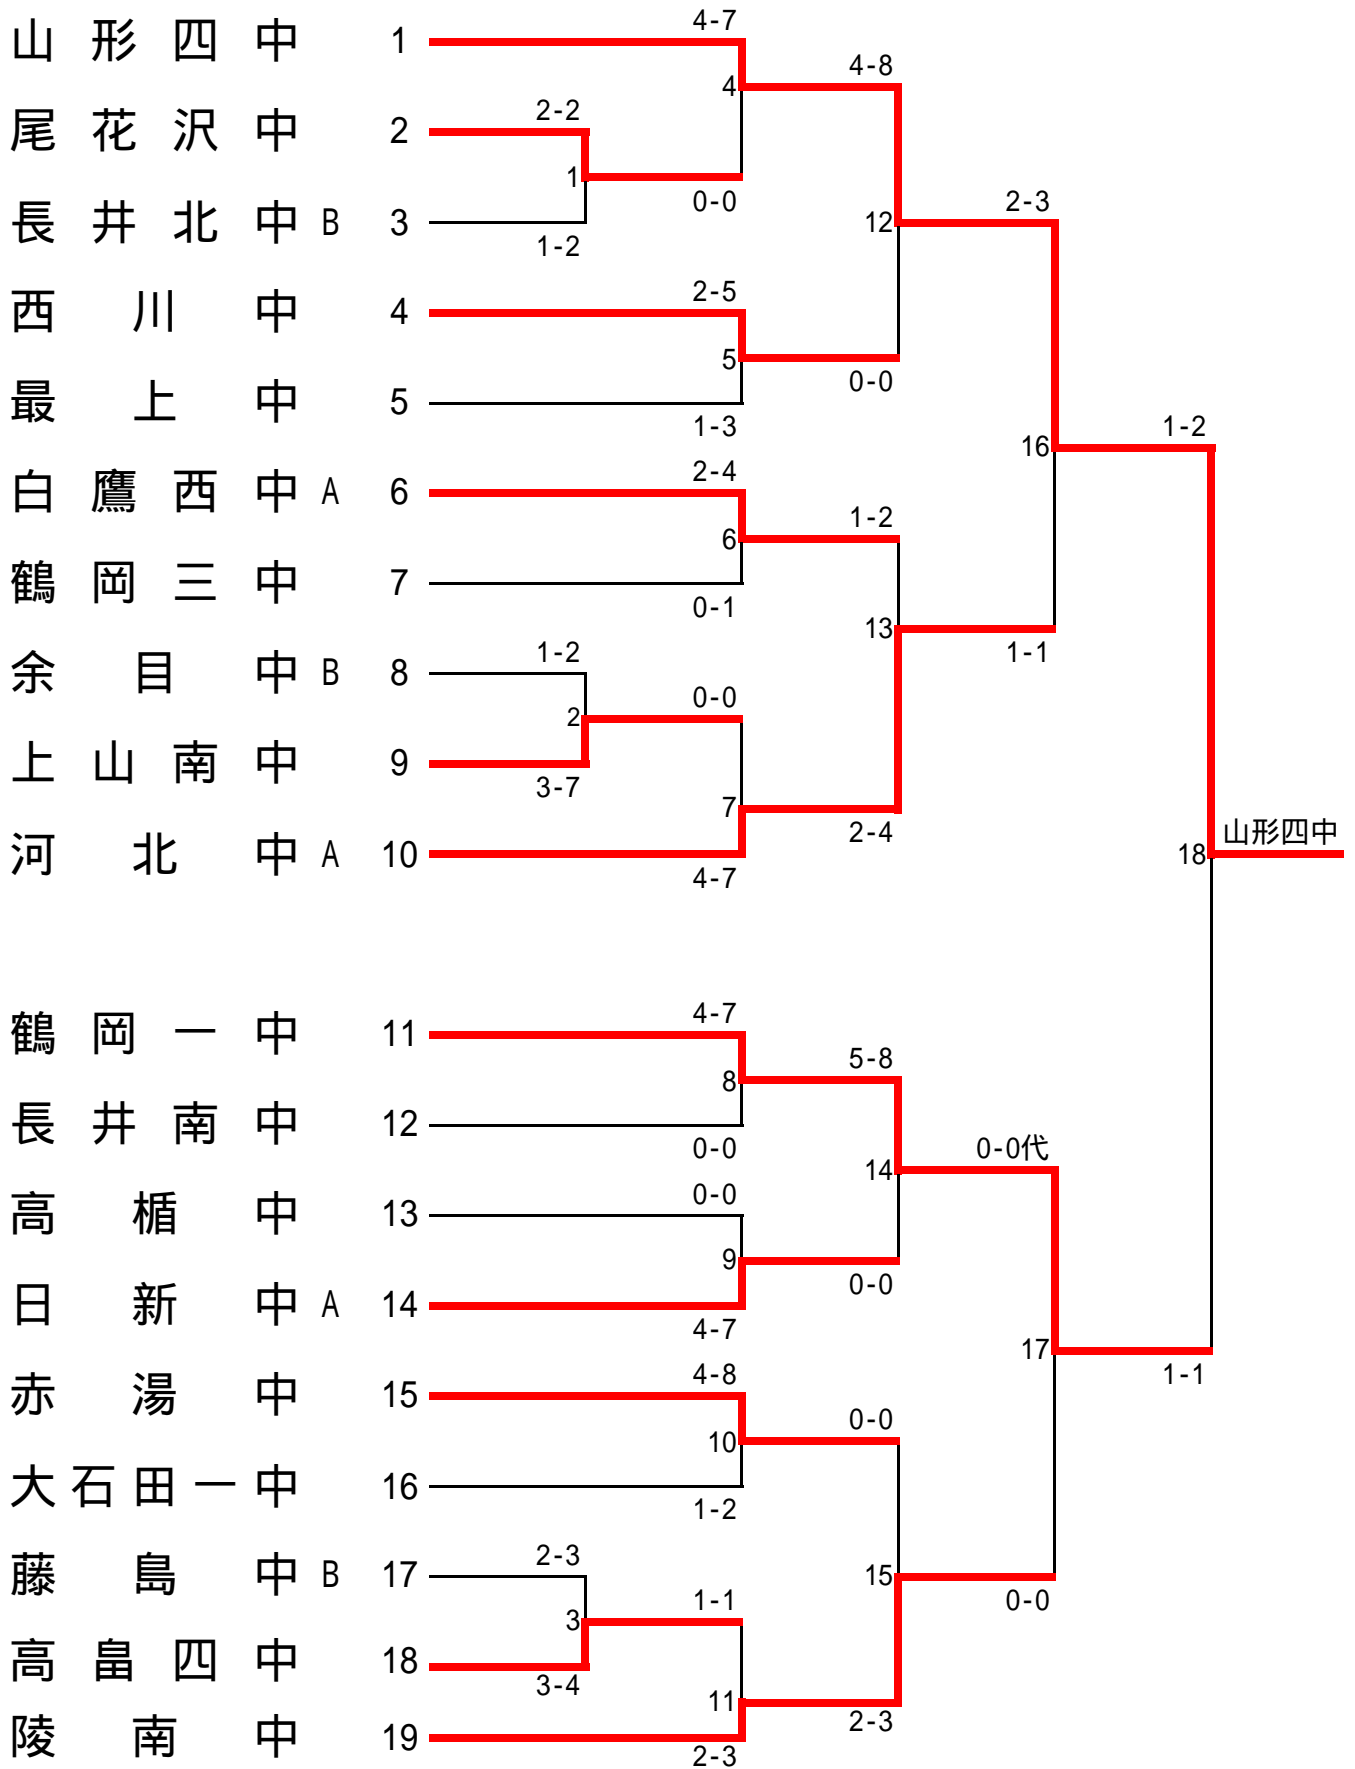 山形四中 1
尾花沢中 2
長井北中 B 3
西川中 4
最上中 5
白鷹西中 A 6
鶴岡三中 7
余目中 B 8
上山南中 9
河北中 A 10
鶴岡一中 11
長井南中 12
高楯中 13
日新中 A 14
赤湯中 15
大石田一中 16
藤島中 B 17
高畠四中 18
陵南中 19
2-2
1
1-2
1-2
2
3-7
2-3
3
3-4
4-7
4
0-0
2-5
5
1-3
2-4
6
0-1
0-0
7
4-7
4-7
8
0-0
0-0
9
4-7
4-8
10
1-2
1-1
11
2-3
4-8
12
0-0
1-2
13
2-4
5-8
14
0-0
0-0
15
2-3
2-3
16
1-1
0-0代
17
0-0
1-2
18
1-1
山形四中